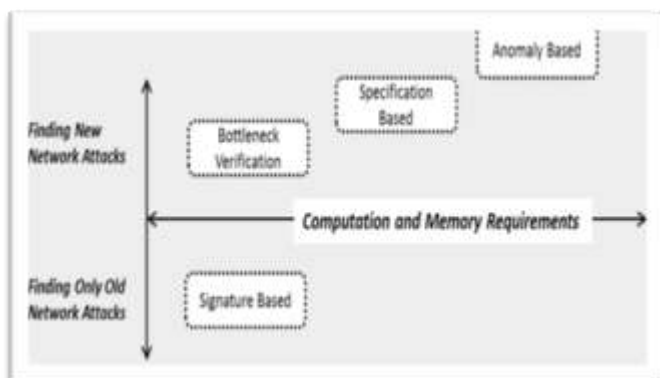 Anomaly Based
Specification
Based
Finding New
Network Attacks
Bottleneck
Verification
Computation and Memory Requirements
Finding Only Old
Network Attacks
Signature Based